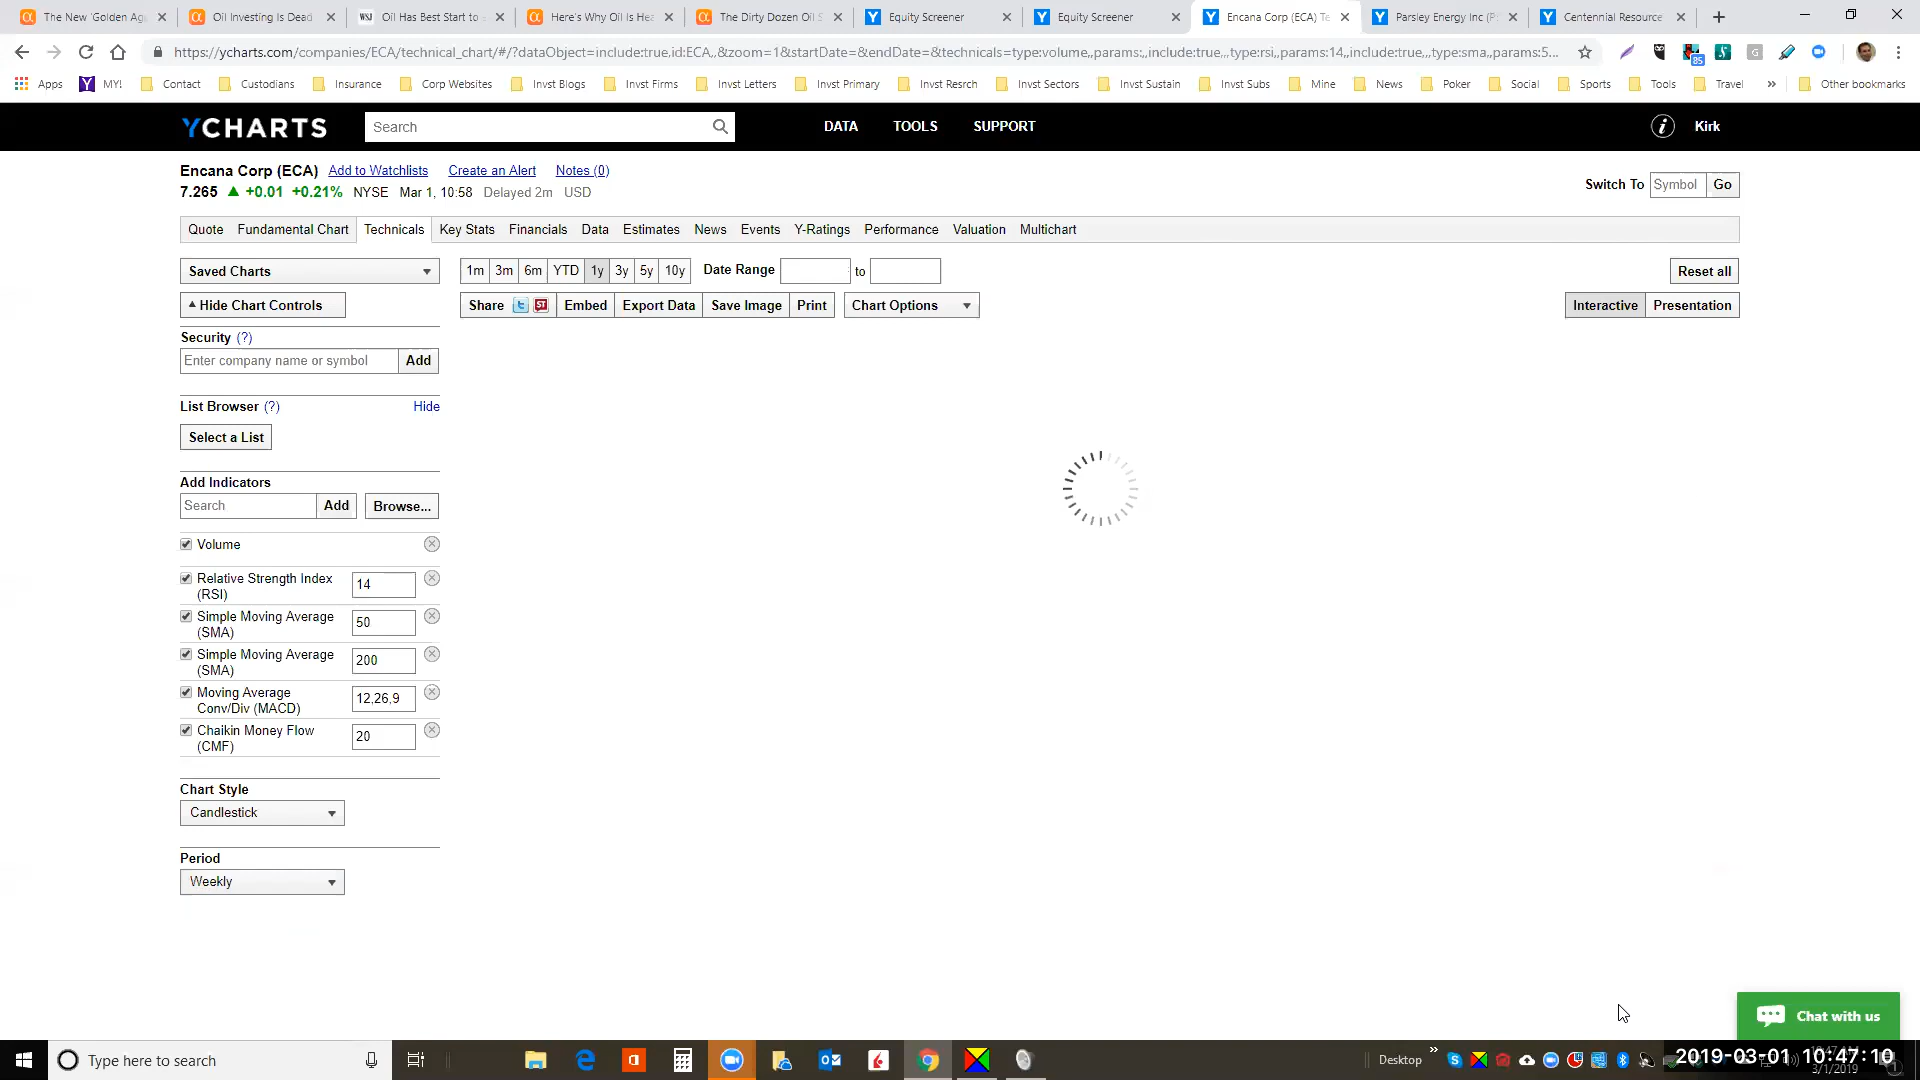 The New 'Golden Ag
Oil Investing Is Dead
WSJ Oil Has Best Start to
Here's Why Oil Is Hea
The Dirty Dozen Oil S
Equity Screener
Equity Screener
Encana Corp (ECA) Te
Parsley Energy Inc (P
Centennial Resource
https://ycharts.com/companies/ECA/technical_chart/#/?dataObject=include:true,id:ECA,,&zoom=1&startDate=&endDate=&technicals=type:volume,,params:,,include:true,,,type:rsi,,params:14,,include:true,,,type:sma,,params:5...
85
Apps
MY!
Contact
Custodians
Insurance
Corp Websites
Invst Blogs
Invst Firms
Invst Letters
Invst Primary
Invst Resrch
Invst Sectors
Invst Sustain
Invst Subs
Mine
News
Poker
Social
Sports
Tools
Travel
»
Other bookmarks
YCHARTS
Search
DATA
TOOLS
SUPPORT
Kirk
Encana Corp (ECA) Add to Watchlists Create an Alert Notes (0)
7.265 ▲ +0.01 +0.21% NYSE Mar 1, 10:58 Delayed 2m USD
Switch To Symbol Go
Quote Fundamental Chart Technicals Key Stats Financials Data Estimates News Events Y-Ratings Performance Valuation Multichart
Saved Charts
1m 3m 6m YTD 1y 3y 5y 10y Date Range to
Reset all
Hide Chart Controls
Share Embed Export Data Save Image Print Chart Options
Interactive Presentation
Security (?)
Enter company name or symbol Add
List Browser (?) Hide
Select a List
Add Indicators
Search Add Browse...
Volume
Relative Strength Index (RSI) 14
Simple Moving Average (SMA) 50
Simple Moving Average (SMA) 200
Moving Average Conv/Div (MACD) 12,26,9
Chaikin Money Flow (CMF) 20
Chart Style
Candlestick
Period
Weekly
Chat with us
Type here to search
Desktop
»
2019-03-01 10:47:10
3/1/2019